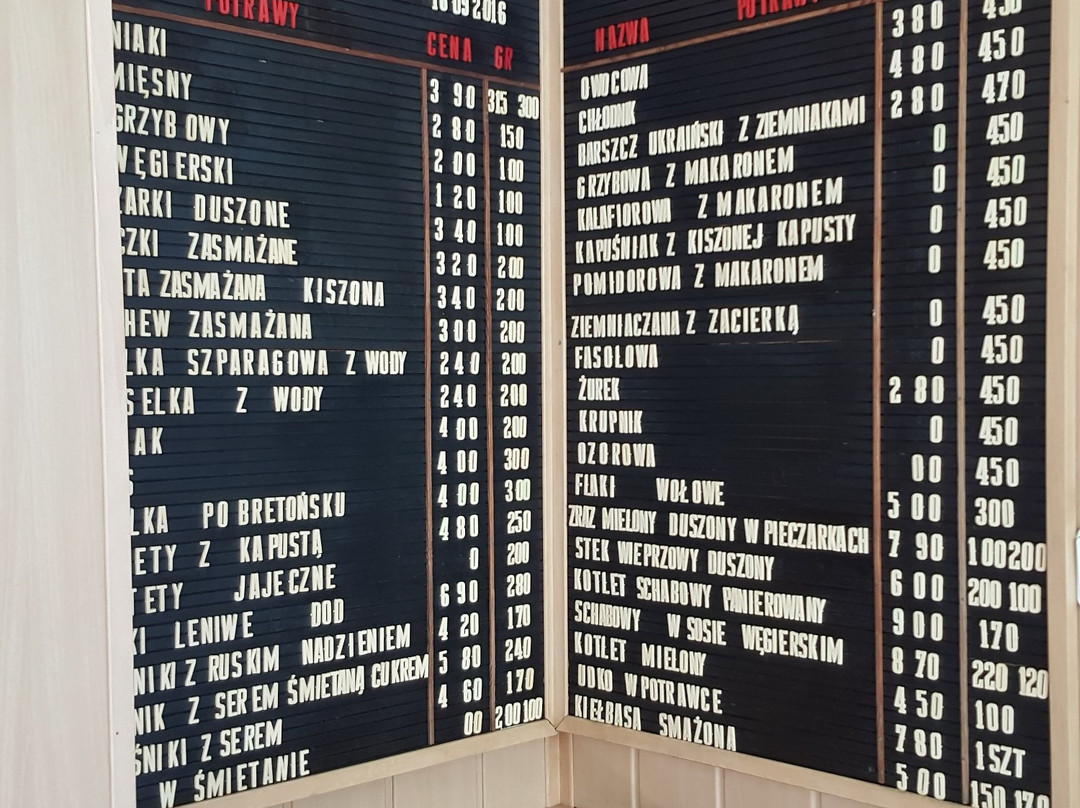 POTRAWY 18 09 2016
CENA GR
NIAKI 3 90 315 300
MIĘSNY 2 80 150
GRZYBOWY 2 00 100
WĘGIERSKI 1 20 100
ŻARKI DUSZONE 3 40 100
CZKI ZASMAŻANE 3 20 200
TA ZASMAŻANA KISZONA 3 40 200
HEW ZASMAŻANA 3 00 200
LKA SZPARAGOWA Z WODY 2 40 200
SELKA Z WODY 2 40 200
AK 4 00 200
S 4 00 300
LKA PO BRETOŃSKU 4 00 300
ETY Z KAPUSTĄ 4 80 250
ETY JAJECZNE 0 200
KI LENIWE DOD 6 90 280
NIKI Z RUSKIM NADZIENIEM 4 20 170
NIK Z SEREM ŚMIETANĄ CUKREM 5 80 240
ŚNIKI Z SEREM 4 60 170
W ŚMIETANIE 00 200 100
NAZWA POTRAWY
OWOCOWA 3 80 450
CHŁODNIK 4 80 450
BARSZCZ UKRAIŃSKI Z ZIEMNIAKAMI 2 80 470
GRZYBOWA Z MAKARONEM 0 450
KALAFIOROWA Z MAKARONEM 0 450
KAPUŚNIAK Z KISZONEJ KAPUSTY 0 450
POMIDOROWA Z MAKARONEM 0 450
ZIEMNIACZANA Z ZACIERKĄ 0 450
FASOLOWA 0 450
ŻUREK 2 80 450
KRUPNIK 0 450
OZOROWA 00 450
FLAKI WOŁOWE 5 00 300
ZRAZ MIELONY DUSZONY W PIECZARKACH 7 90 100200
STEK WIEPRZOWY DUSZONY 6 00 200 100
KOTLET SCHABOWY PANIEROWANY 9 00 170
SCHABOWY W SOSIE WĘGIERSKIM 8 70 220 120
KOTLET MIELONY 4 50 100
UDKO W POTRAWCE 7 80 1 SZT
KIEŁBASA SMAŻONA 5 00 150 170